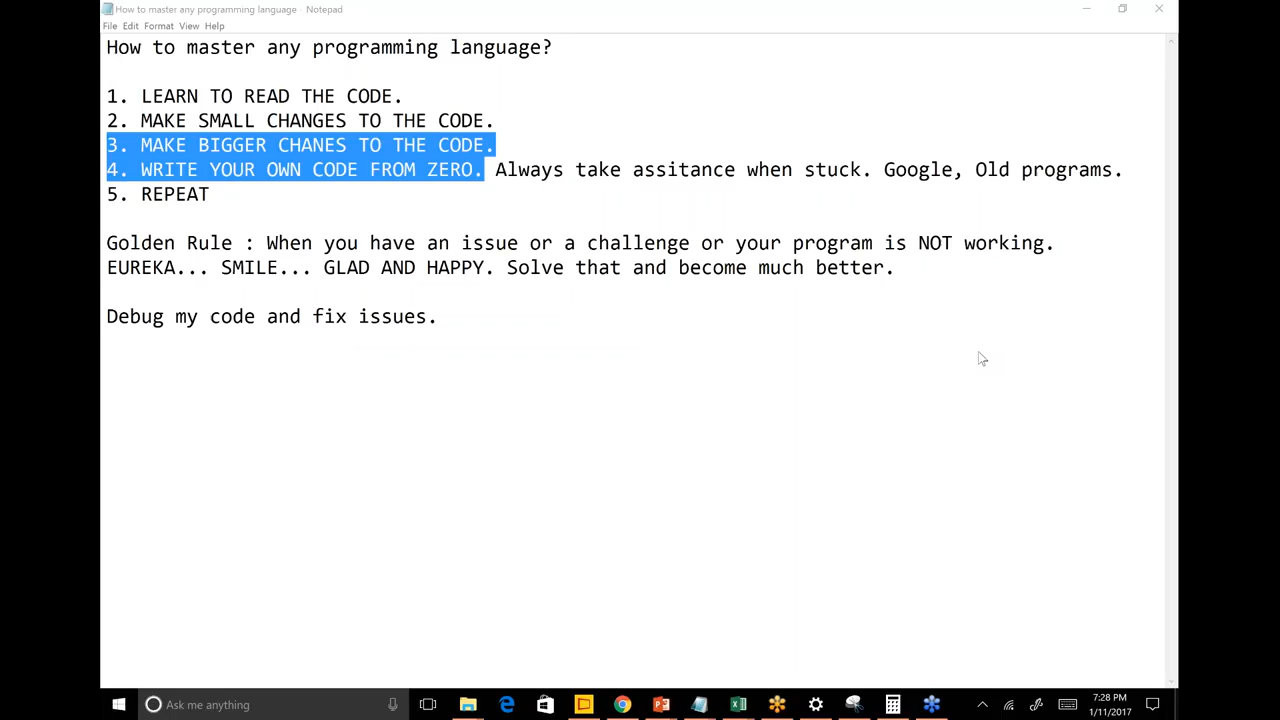 How to master any programming language - Notepad
File Edit Format View Help
How to master any programming language?
1. LEARN TO READ THE CODE.
2. MAKE SMALL CHANGES TO THE CODE.
3. MAKE BIGGER CHANES TO THE CODE.
4. WRITE YOUR OWN CODE FROM ZERO. Always take assitance when stuck. Google, Old programs.
5. REPEAT
Golden Rule : When you have an issue or a challenge or your program is NOT working.
EUREKA... SMILE... GLAD AND HAPPY. Solve that and become much better.
Debug my code and fix issues.
Ask me anything
7:28 PM
1/11/2017